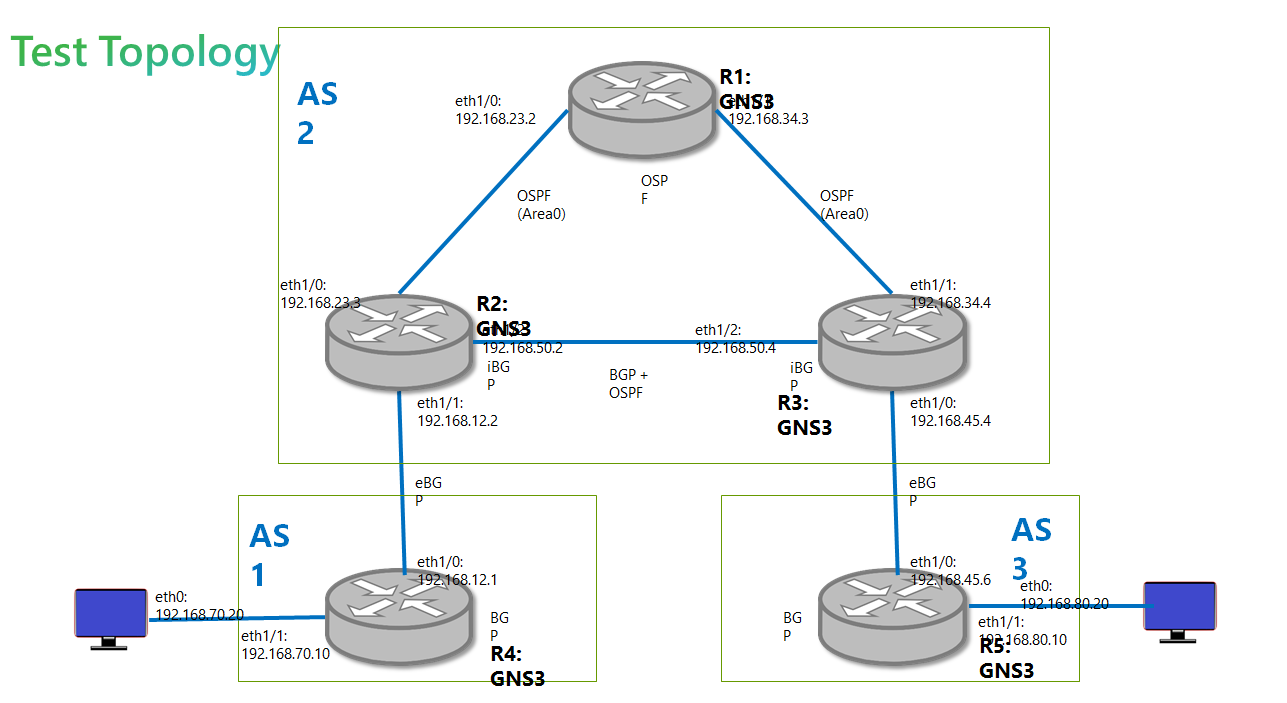 Test Topology
AS
2
R1:
GNS3
eth1/0:
192.168.23.2
192.168.34.3
OSP
F
OSPF
(Area0)
OSPF
(Area0)
eth1/0:
192.168.23.3
R2:
GNS3
eth1/2:
192.168.50.2
iBG
P
eth1/2:
192.168.50.4
BGP +
OSPF
iBG
P
eth1/1:
192.168.34.4
R3:
GNS3
eth1/1:
192.168.12.2
eth1/0:
192.168.45.4
eBG
P
eBG
P
AS
1
eth1/0:
192.168.12.1
eth0:
192.168.70.20
eth1/1:
192.168.70.10
BG
P
R4:
GNS3
AS
3
eth1/0:
192.168.45.6
eth0:
192.168.80.20
BG
P
eth1/1:
192.168.80.10
R5:
GNS3